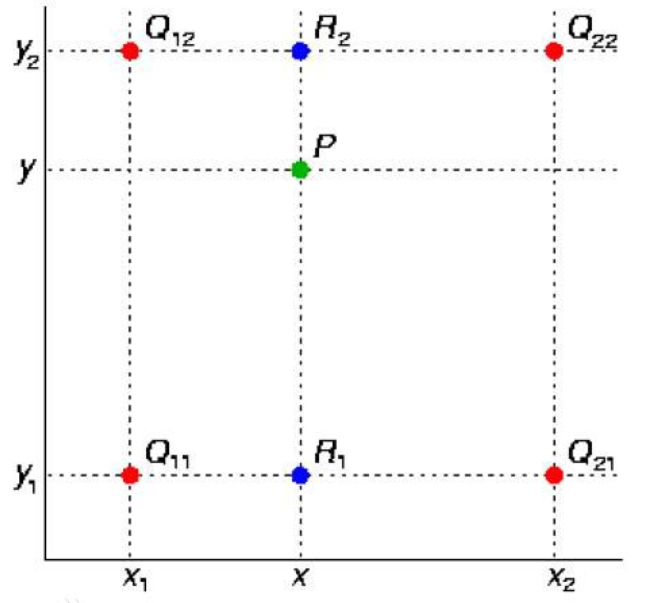 Q₁₂ R₂ Q₂₂
y₂
P
y
Q₁₁ R₁ Q₂₁
y₁
x₁ x x₂